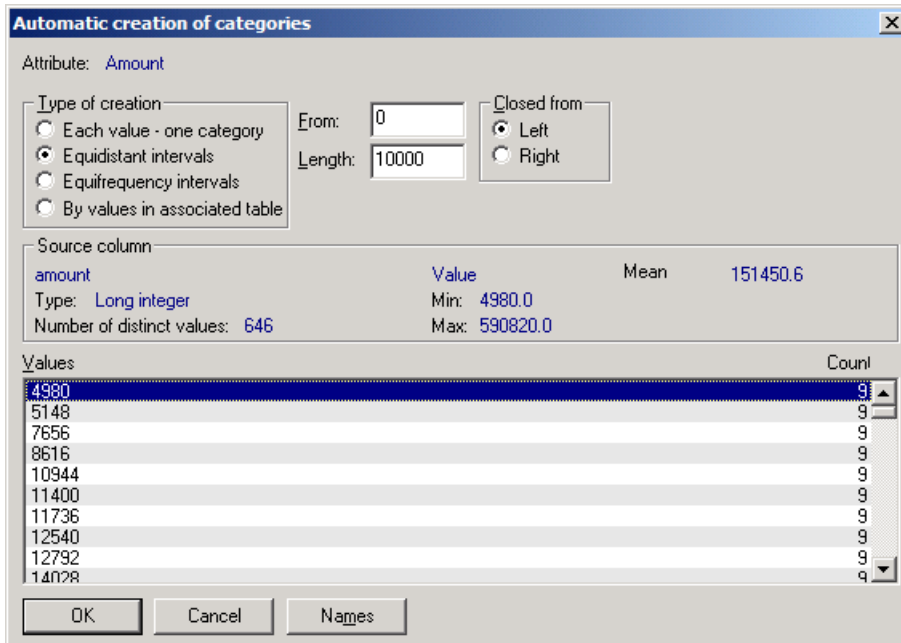 Automatic creation of categories
Attribute: Amount
Type of creation
Each value - one category
Equidistant intervals
Equifrequency intervals
By values in associated table
From: 0
Length: 10000
Closed from
Left
Right
Source column
amount Value Mean 151450.6
Type: Long integer Min: 4980.0
Number of distinct values: 646 Max: 590820.0
Values Count
4980 9
5148 9
7656 9
8616 9
10944 9
11400 9
11736 9
12540 9
12792 9
14028 9
OK Cancel Names